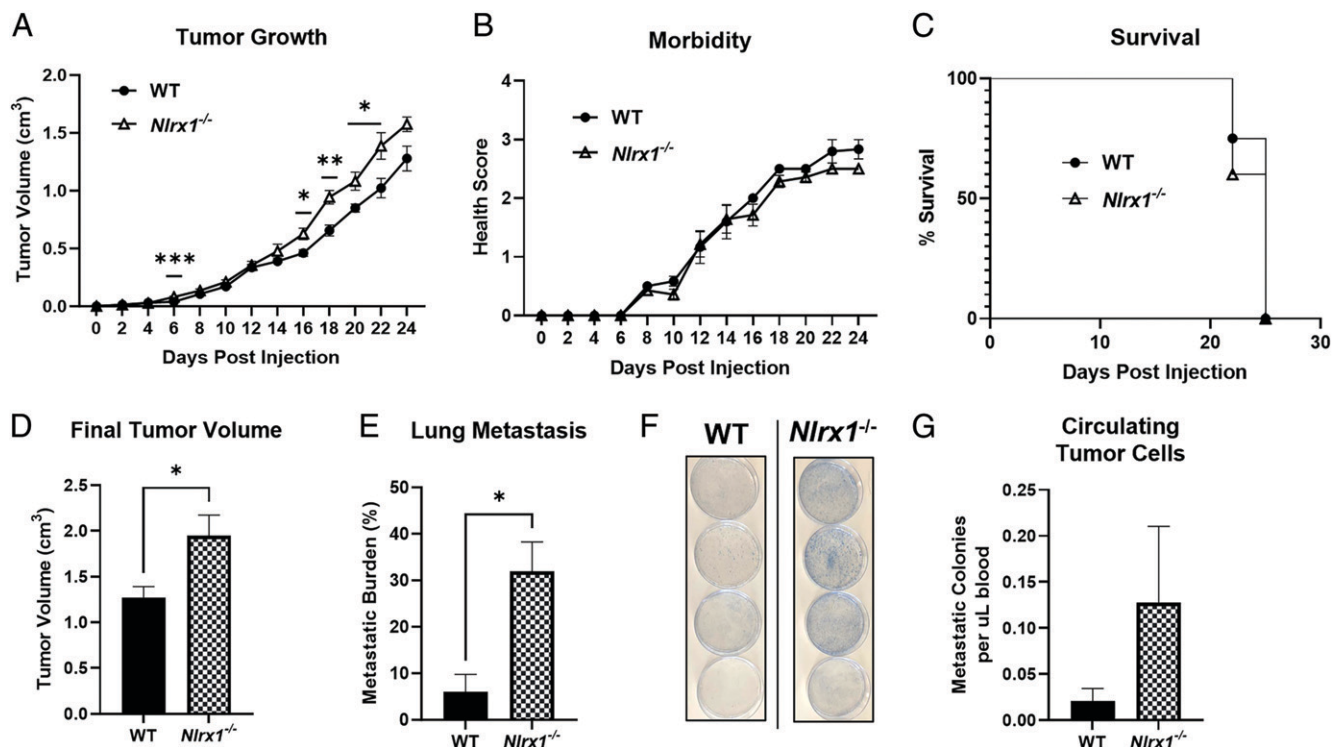 A
Tumor Growth
Tumor Volume (cm³)
2.0
1.5
1.0
0.5
0.0
WT
Nlrx1⁻/⁻
***
*
**
*
0 2 4 6 8 10 12 14 16 18 20 22 24
Days Post Injection
B
Morbidity
Health Score
4
3
2
1
0
WT
Nlrx1⁻/⁻
0 2 4 6 8 10 12 14 16 18 20 22 24
Days Post Injection
C
Survival
% Survival
100
50
0
WT
Nlrx1⁻/⁻
0 10 20 30
Days Post Injection
D
Final Tumor Volume
Tumor Volume (cm³)
2.5
2.0
1.5
1.0
0.5
0.0
*
WT Nlrx1⁻/⁻
E
Lung Metastasis
Metastatic Burden (%)
50
40
30
20
10
0
*
WT Nlrx1⁻/⁻
F
WT Nlrx1⁻/⁻
G
Circulating
Tumor Cells
Metastatic Colonies
per uL blood
0.25
0.20
0.15
0.10
0.05
0.00
WT Nlrx1⁻/⁻